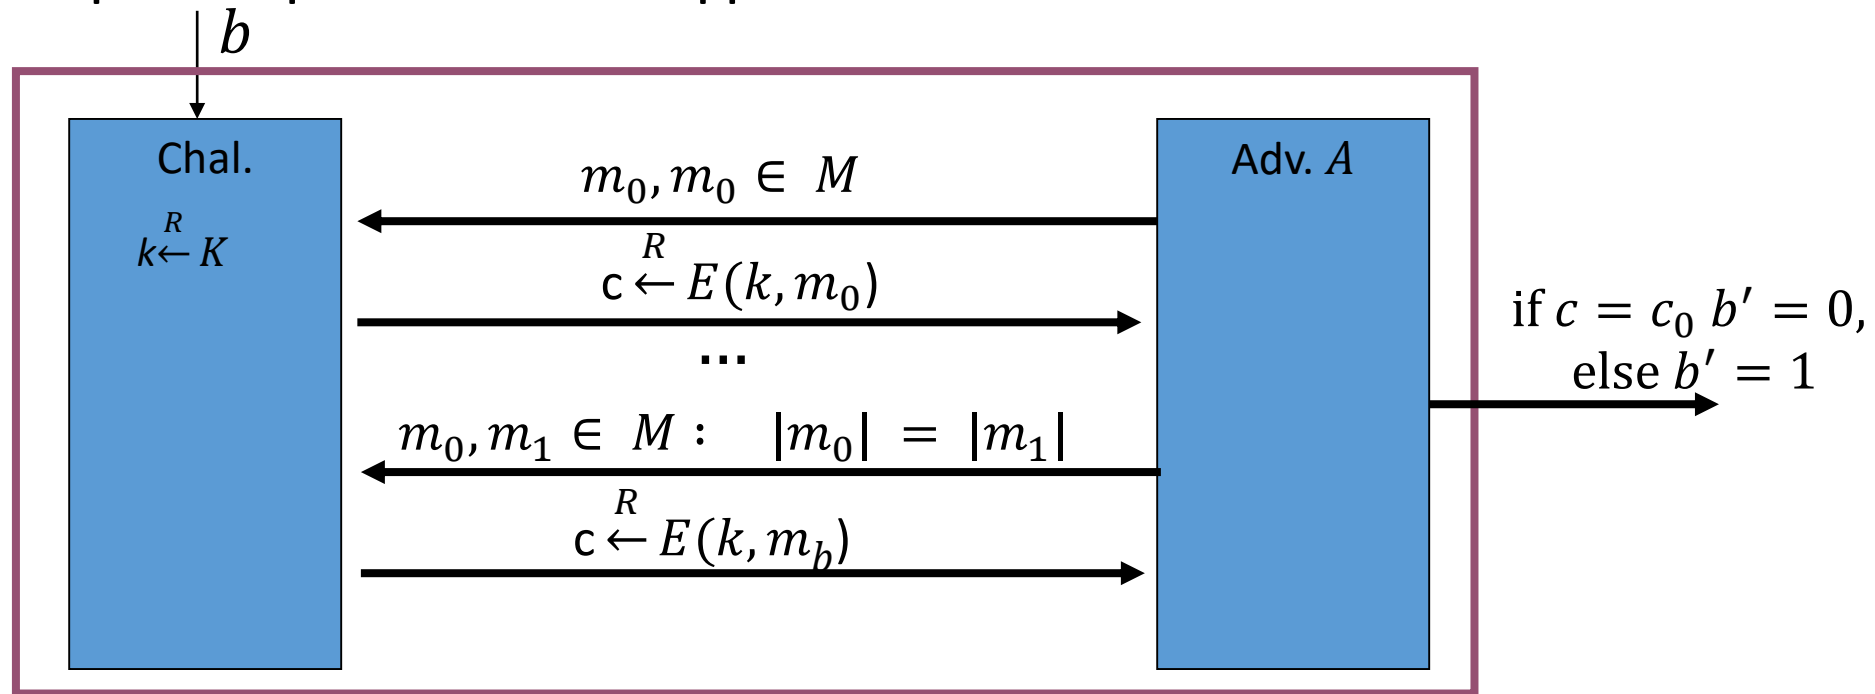 b
Chal.
Adv. A
m₀, m₀ ∈ M
k ←ᴿ K
c ←ᴿ E(k, m₀)
if c = c₀ b′ = 0,
...
else b′ = 1
m₀, m₁ ∈ M : |m₀| = |m₁|
c ←ᴿ E(k, m_b)